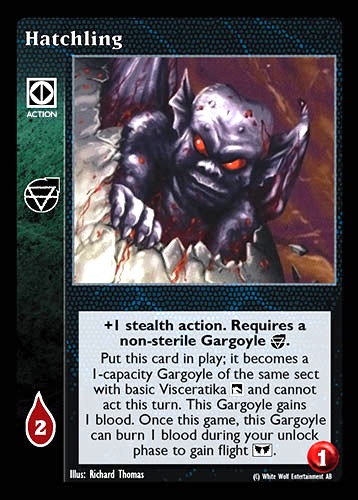 Hatchling
ACTION
+1 stealth action. Requires a
non-sterile Gargoyle.
Put this card in play; it becomes a
1-capacity Gargoyle of the same sect
with basic Visceratika and cannot
act this turn. This Gargoyle gains
1 blood. Once this game, this Gargoyle
can burn 1 blood during your unlock
phase to gain flight.
2
1
Illus: Richard Thomas
(C) White Wolf Entertainment AB